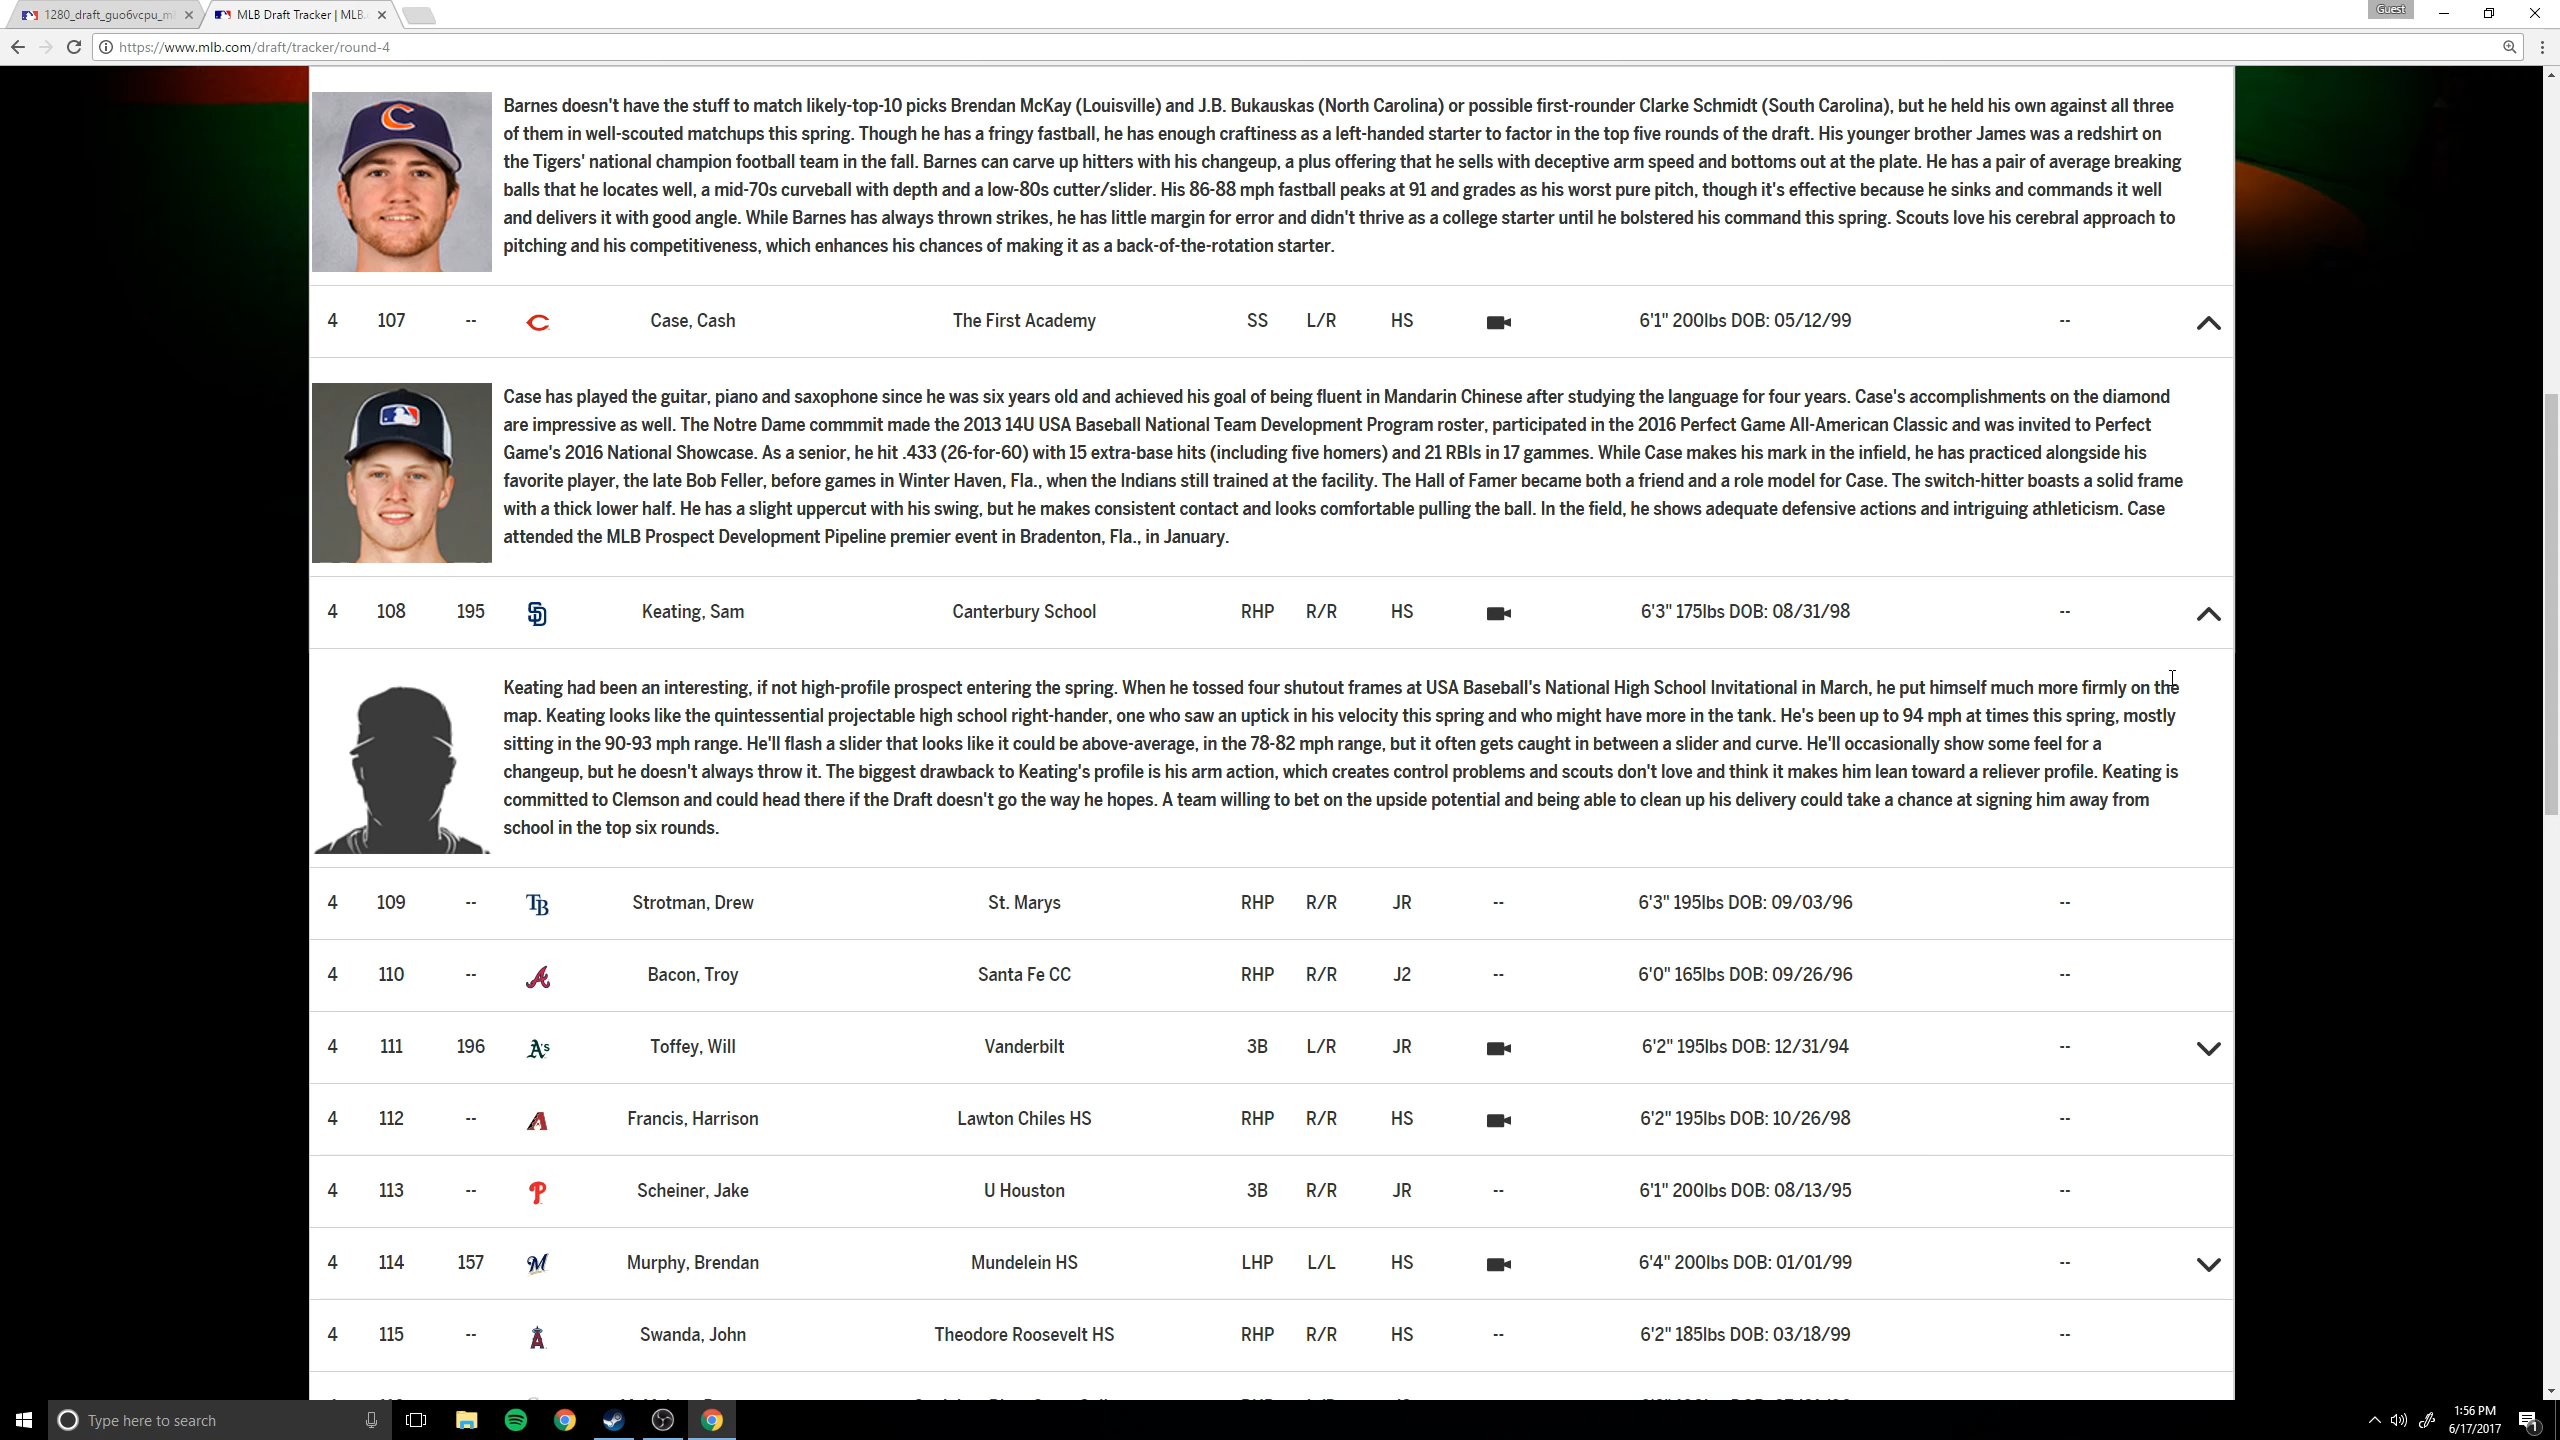 1280_draft_guo6vcpu_m
MLB Draft Tracker | MLB.
Guest
https://www.mlb.com/draft/tracker/round-4
Barnes doesn't have the stuff to match likely-top-10 picks Brendan McKay (Louisville) and J.B. Bukauskas (North Carolina) or possible first-rounder Clarke Schmidt (South Carolina), but he held his own against all three
of them in well-scouted matchups this spring. Though he has a fringy fastball, he has enough craftiness as a left-handed starter to factor in the top five rounds of the draft. His younger brother James was a redshirt on
the Tigers' national champion football team in the fall. Barnes can carve up hitters with his changeup, a plus offering that he sells with deceptive arm speed and bottoms out at the plate. He has a pair of average breaking
balls that he locates well, a mid-70s curveball with depth and a low-80s cutter/slider. His 86-88 mph fastball peaks at 91 and grades as his worst pure pitch, though it's effective because he sinks and commands it well
and delivers it with good angle. While Barnes has always thrown strikes, he has little margin for error and didn't thrive as a college starter until he bolstered his command this spring. Scouts love his cerebral approach to
pitching and his competitiveness, which enhances his chances of making it as a back-of-the-rotation starter.
4 107 -- C Case, Cash The First Academy SS L/R HS 6'1" 200lbs DOB: 05/12/99 --
Case has played the guitar, piano and saxophone since he was six years old and achieved his goal of being fluent in Mandarin Chinese after studying the language for four years. Case's accomplishments on the diamond
are impressive as well. The Notre Dame commmit made the 2013 14U USA Baseball National Team Development Program roster, participated in the 2016 Perfect Game All-American Classic and was invited to Perfect
Game's 2016 National Showcase. As a senior, he hit .433 (26-for-60) with 15 extra-base hits (including five homers) and 21 RBIs in 17 gammes. While Case makes his mark in the infield, he has practiced alongside his
favorite player, the late Bob Feller, before games in Winter Haven, Fla., when the Indians still trained at the facility. The Hall of Famer became both a friend and a role model for Case. The switch-hitter boasts a solid frame
with a thick lower half. He has a slight uppercut with his swing, but he makes consistent contact and looks comfortable pulling the ball. In the field, he shows adequate defensive actions and intriguing athleticism. Case
attended the MLB Prospect Development Pipeline premier event in Bradenton, Fla., in January.
4 108 195 SD Keating, Sam Canterbury School RHP R/R HS 6'3" 175lbs DOB: 08/31/98 --
Keating had been an interesting, if not high-profile prospect entering the spring. When he tossed four shutout frames at USA Baseball's National High School Invitational in March, he put himself much more firmly on the
map. Keating looks like the quintessential projectable high school right-hander, one who saw an uptick in his velocity this spring and who might have more in the tank. He's been up to 94 mph at times this spring, mostly
sitting in the 90-93 mph range. He'll flash a slider that looks like it could be above-average, in the 78-82 mph range, but it often gets caught in between a slider and curve. He'll occasionally show some feel for a
changeup, but he doesn't always throw it. The biggest drawback to Keating's profile is his arm action, which creates control problems and scouts don't love and think it makes him lean toward a reliever profile. Keating is
committed to Clemson and could head there if the Draft doesn't go the way he hopes. A team willing to bet on the upside potential and being able to clean up his delivery could take a chance at signing him away from
school in the top six rounds.
4 109 -- TB Strotman, Drew St. Marys RHP R/R JR -- 6'3" 195lbs DOB: 09/03/96 --
4 110 -- A Bacon, Troy Santa Fe CC RHP R/R J2 -- 6'0" 165lbs DOB: 09/26/96 --
4 111 196 A's Toffey, Will Vanderbilt 3B L/R JR 6'2" 195lbs DOB: 12/31/94 --
4 112 -- A Francis, Harrison Lawton Chiles HS RHP R/R HS 6'2" 195lbs DOB: 10/26/98 --
4 113 -- P Scheiner, Jake U Houston 3B R/R JR -- 6'1" 200lbs DOB: 08/13/95 --
4 114 157 M Murphy, Brendan Mundelein HS LHP L/L HS 6'4" 200lbs DOB: 01/01/99 --
4 115 -- A Swanda, John Theodore Roosevelt HS RHP R/R HS -- 6'2" 185lbs DOB: 03/18/99 --
Type here to search
1:56 PM
6/17/2017
1